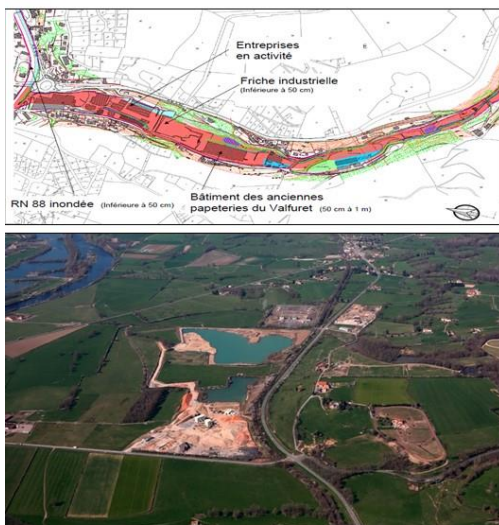 Entreprises
en activité
Friche industrielle
(Inférieure à 50 cm)
RN 88 inondée (Inférieure à 50 cm)
Bâtiment des anciennes
papeteries du Valfuret (50 cm à 1 m)